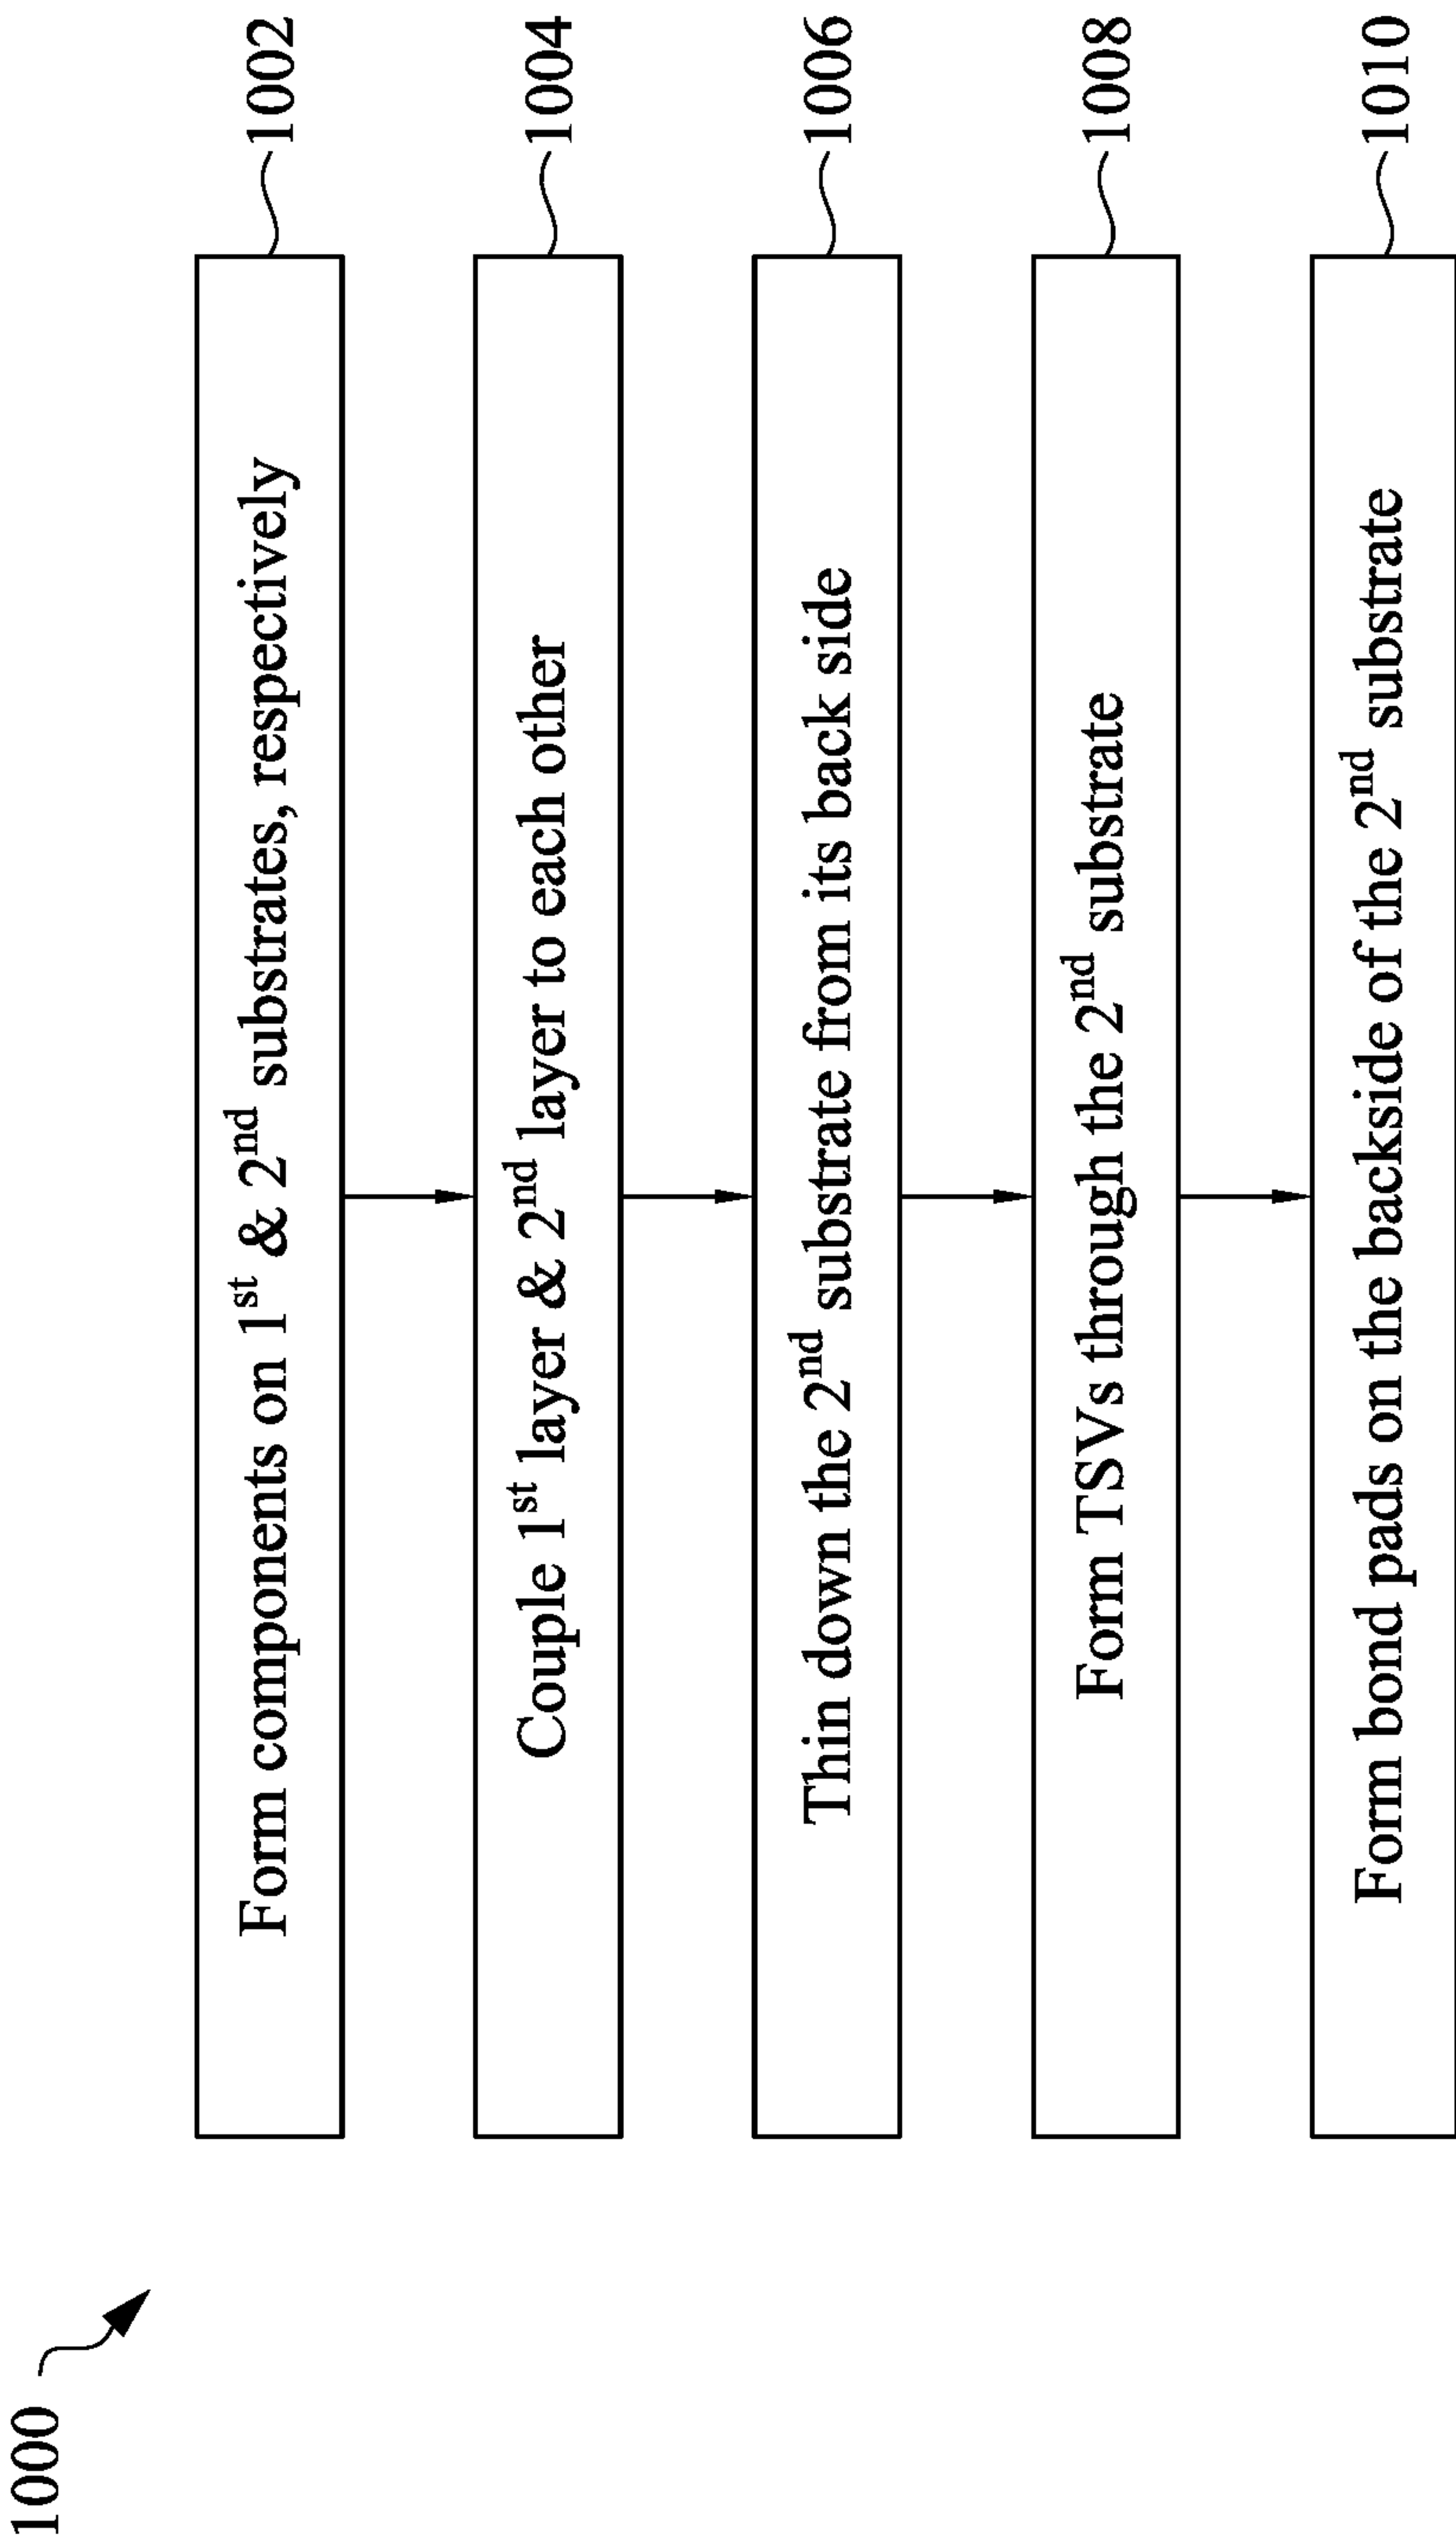 1000
Form components on 1st & 2nd substrates, respectively
1002
Couple 1st layer & 2nd layer to each other
1004
Thin down the 2nd substrate from its back side
1006
Form TSVs through the 2nd substrate
1008
Form bond pads on the backside of the 2nd substrate
1010